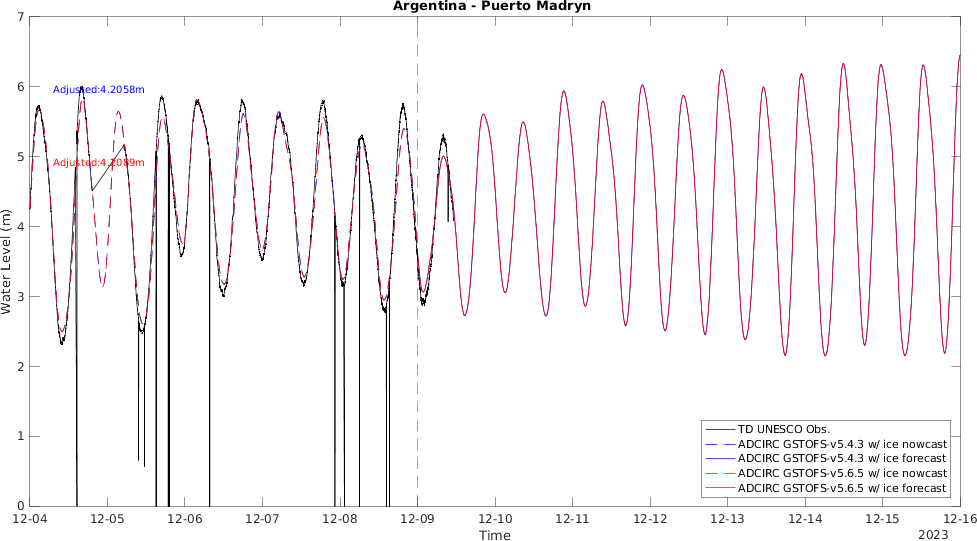 Argentina - Puerto Madryn
7
6
5
4
3
2
1
0
Water Level (m)
Adjusted:4.2058m
Adjusted:4.2089m
TD UNESCO Obs.
ADCIRC GSTOFS-v5.4.3 w/ ice nowcast
ADCIRC GSTOFS-v5.4.3 w/ ice forecast
ADCIRC GSTOFS-v5.6.5 w/ ice nowcast
ADCIRC GSTOFS-v5.6.5 w/ ice forecast
12-04 12-05 12-06 12-07 12-08 12-09 12-10 12-11 12-12 12-13 12-14 12-15 12-16
Time
2023